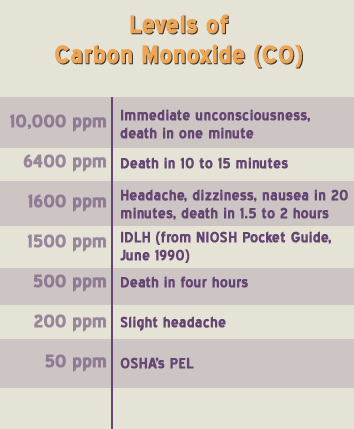 Levels of
Carbon Monoxide (CO)
10,000 ppm Immediate unconsciousness,
death in one minute
6400 ppm Death in 10 to 15 minutes
1600 ppm Headache, dizziness, nausea in 20
minutes, death in 1.5 to 2 hours
1500 ppm IDLH (from NIOSH Pocket Guide,
June 1990)
500 ppm Death in four hours
200 ppm Slight headache
50 ppm OSHA's PEL